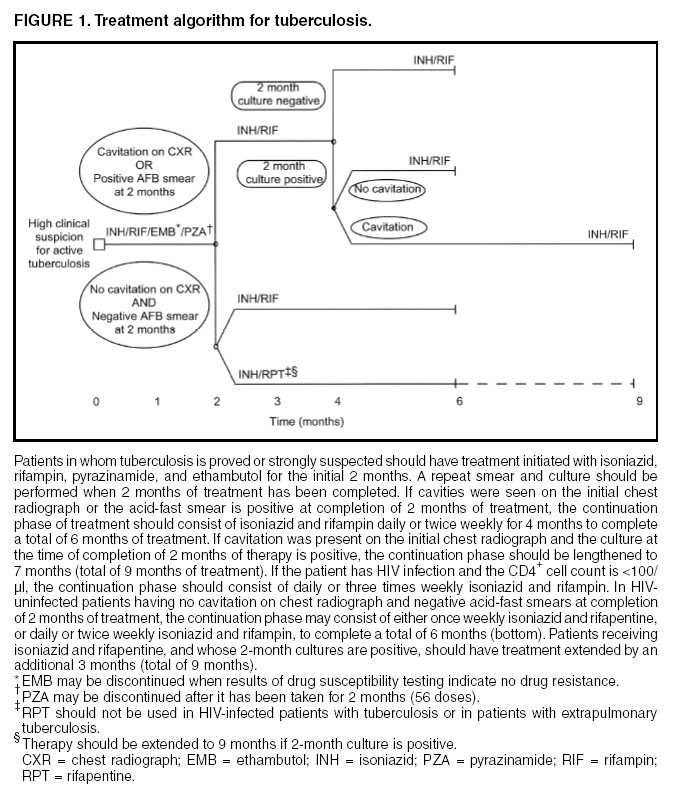 FIGURE 1. Treatment algorithm for tuberculosis.
INH/RIF
2 month
culture negative
INH/RIF
Cavitation on CXR
OR
Positive AFB smear
at 2 months
2 month
culture positive
INH/RIF
No cavitation
Cavitation
INH/RIF
High clinical
suspicion
for active
tuberculosis
INH/RIF/EMB*/PZA†
No cavitation on CXR
AND
Negative AFB smear
at 2 months
INH/RIF
INH/RPT‡§
0 1 2 3 4 6 9
Time (months)
Patients in whom tuberculosis is proved or strongly suspected should have treatment initiated with isoniazid,
rifampin, pyrazinamide, and ethambutol for the initial 2 months. A repeat smear and culture should be
performed when 2 months of treatment has been completed. If cavities were seen on the initial chest
radiograph or the acid-fast smear is positive at completion of 2 months of treatment, the continuation
phase of treatment should consist of isoniazid and rifampin daily or twice weekly for 4 months to complete
a total of 6 months of treatment. If cavitation was present on the initial chest radiograph and the culture at
the time of completion of 2 months of therapy is positive, the continuation phase should be lengthened to
7 months (total of 9 months of treatment). If the patient has HIV infection and the CD4+ cell count is <100/
µl, the continuation phase should consist of daily or three times weekly isoniazid and rifampin. In HIV-
uninfected patients having no cavitation on chest radiograph and negative acid-fast smears at completion
of 2 months of treatment, the continuation phase may consist of either once weekly isoniazid and rifapentine,
or daily or twice weekly isoniazid and rifampin, to complete a total of 6 months (bottom). Patients receiving
isoniazid and rifapentine, and whose 2-month cultures are positive, should have treatment extended by an
additional 3 months (total of 9 months).
* EMB may be discontinued when results of drug susceptibility testing indicate no drug resistance.
† PZA may be discontinued after it has been taken for 2 months (56 doses).
‡ RPT should not be used in HIV-infected patients with tuberculosis or in patients with extrapulmonary
tuberculosis.
§ Therapy should be extended to 9 months if 2-month culture is positive.
CXR = chest radiograph; EMB = ethambutol; INH = isoniazid; PZA = pyrazinamide; RIF = rifampin;
RPT = rifapentine.